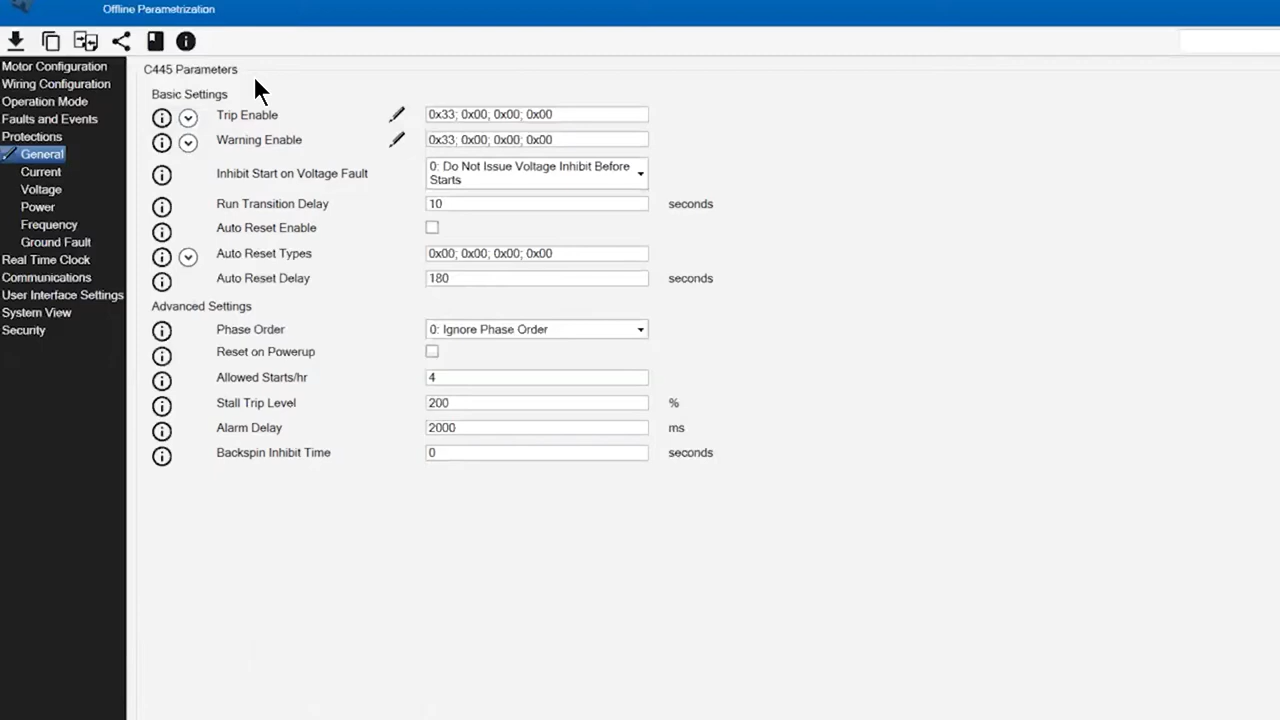 Offline Parametrization
Motor Configuration
Wiring Configuration
Operation Mode
Faults and Events
Protections
General
Current
Voltage
Power
Frequency
Ground Fault
Real Time Clock
Communications
User Interface Settings
System View
Security
C445 Parameters
Basic Settings
Trip Enable 0x33; 0x00; 0x00; 0x00
Warning Enable 0x33; 0x00; 0x00; 0x00
Inhibit Start on Voltage Fault 0: Do Not Issue Voltage Inhibit Before
Starts
Run Transition Delay 10 seconds
Auto Reset Enable
Auto Reset Types 0x00; 0x00; 0x00; 0x00
Auto Reset Delay 180 seconds
Advanced Settings
Phase Order 0: Ignore Phase Order
Reset on Powerup
Allowed Starts/hr 4
Stall Trip Level 200 %
Alarm Delay 2000 ms
Backspin Inhibit Time 0 seconds